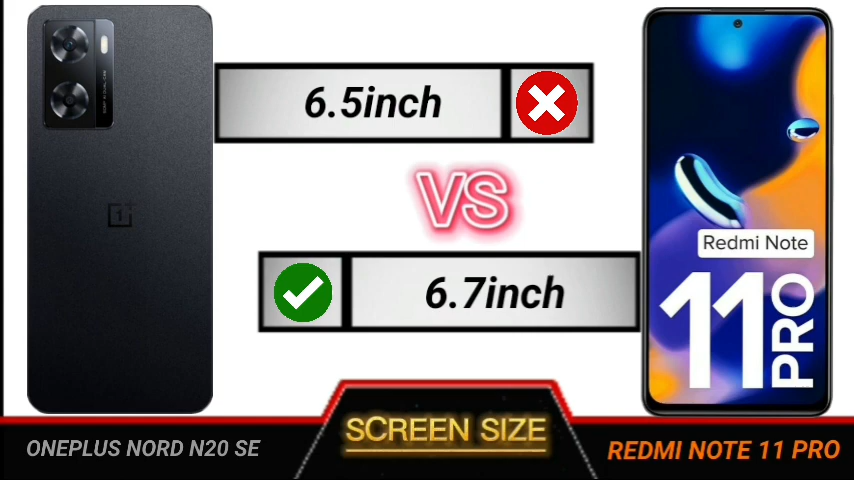 6.5inch
VS
Redmi Note
11 PRO
6.7inch
SCREEN SIZE
ONEPLUS NORD N20 SE
REDMI NOTE 11 PRO